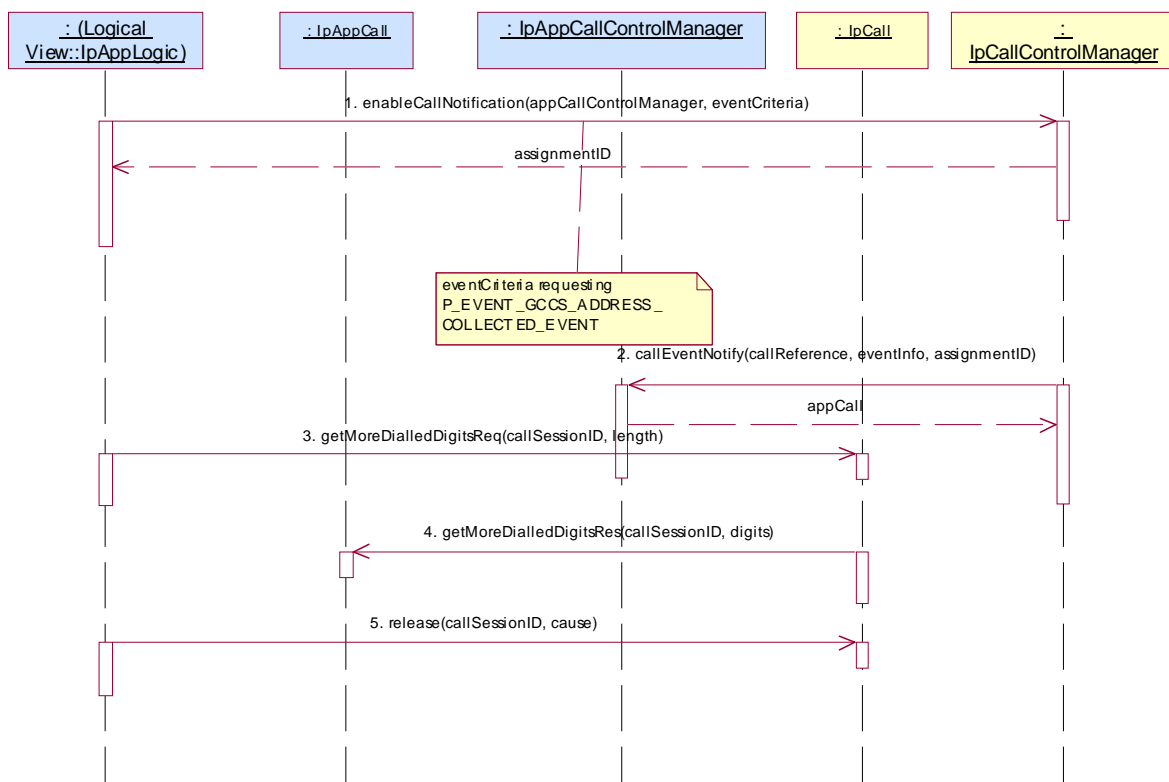 : (Logical
View::IpAppLogic)
: IpAppCall
: IpAppCallControlManager
: IpCall
:
IpCallControlManager
1. enableCallNotification(appCallControlManager, eventCriteria)
assignmentID
eventCriteria requesting
P_EVENT_GCCS_ADDRESS_
COLLECTED_EVENT
2. callEventNotify(callReference, eventInfo, assignmentID)
appCall
3. getMoreDialledDigitsReq(callSessionID, length)
4. getMoreDialledDigitsRes(callSessionID, digits)
5. release(callSessionID, cause)